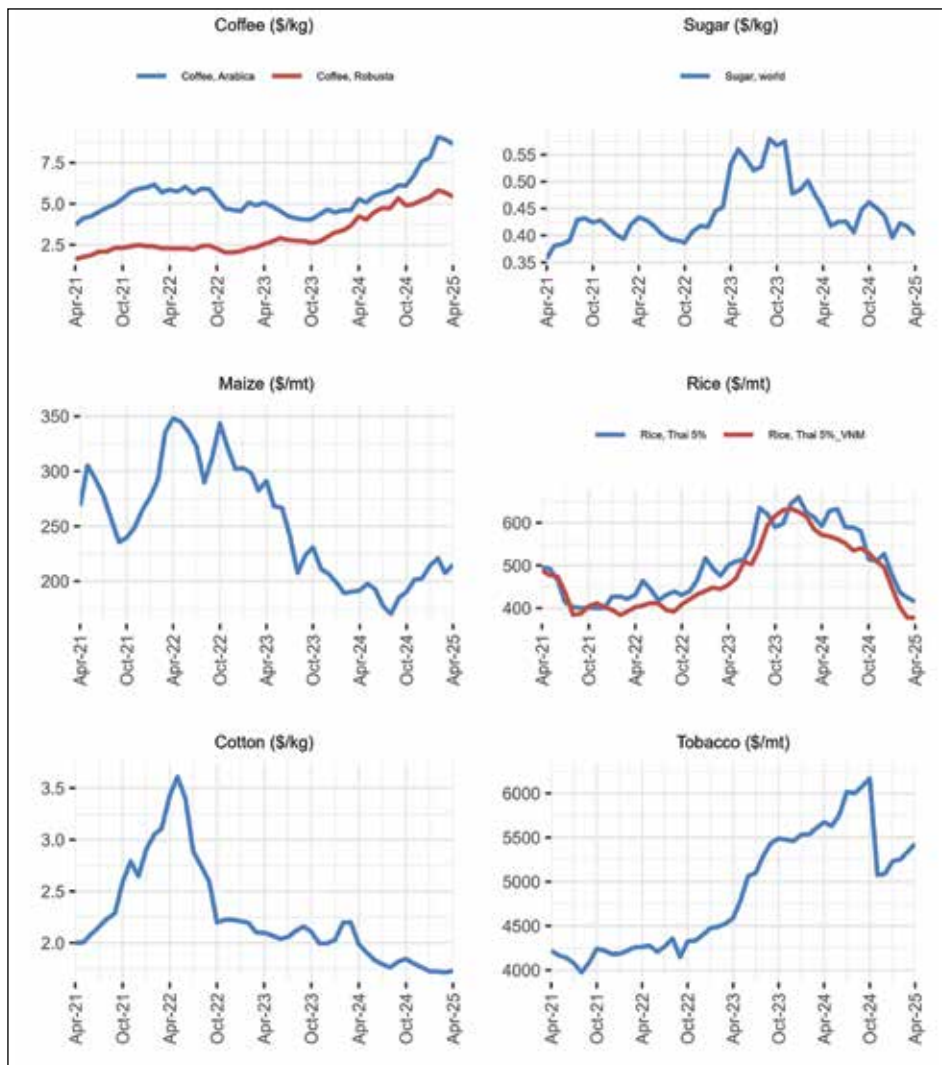 Coffee ($/kg)
Coffee, Arabica Coffee, Robusta
7.5
5.0
2.5
Apr-21 Oct-21 Apr-22 Oct-22 Apr-23 Oct-23 Apr-24 Oct-24 Apr-25
Sugar ($/kg)
Sugar, world
0.55
0.50
0.45
0.40
0.35
Apr-21 Oct-21 Apr-22 Oct-22 Apr-23 Oct-23 Apr-24 Oct-24 Apr-25
Maize ($/mt)
350
300
250
200
Apr-21 Oct-21 Apr-22 Oct-22 Apr-23 Oct-23 Apr-24 Oct-24 Apr-25
Rice ($/mt)
Rice, Thai 5% Rice, Thai 5%_VNM
600
500
400
Apr-21 Oct-21 Apr-22 Oct-22 Apr-23 Oct-23 Apr-24 Oct-24 Apr-25
Cotton ($/kg)
3.5
3.0
2.5
2.0
Apr-21 Oct-21 Apr-22 Oct-22 Apr-23 Oct-23 Apr-24 Oct-24 Apr-25
Tobacco ($/mt)
6000
5500
5000
4500
4000
Apr-21 Oct-21 Apr-22 Oct-22 Apr-23 Oct-23 Apr-24 Oct-24 Apr-25